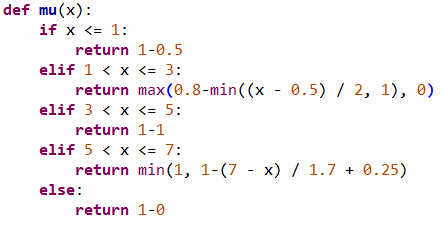 def mu(x):
    if x <= 1:
        return 1-0.5
    elif 1 < x <= 3:
        return max(0.8-min((x - 0.5) / 2, 1), 0)
    elif 3 < x <= 5:
        return 1-1
    elif 5 < x <= 7:
        return min(1, 1-(7 - x) / 1.7 + 0.25)
    else:
        return 1-0